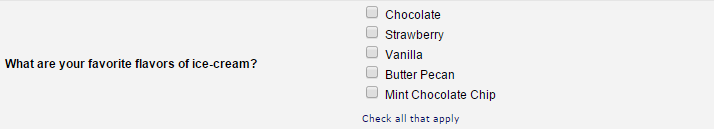 Chocolate
Strawberry
What are your favorite flavors of ice-cream?
Vanilla
Butter Pecan
Mint Chocolate Chip
Check all that apply